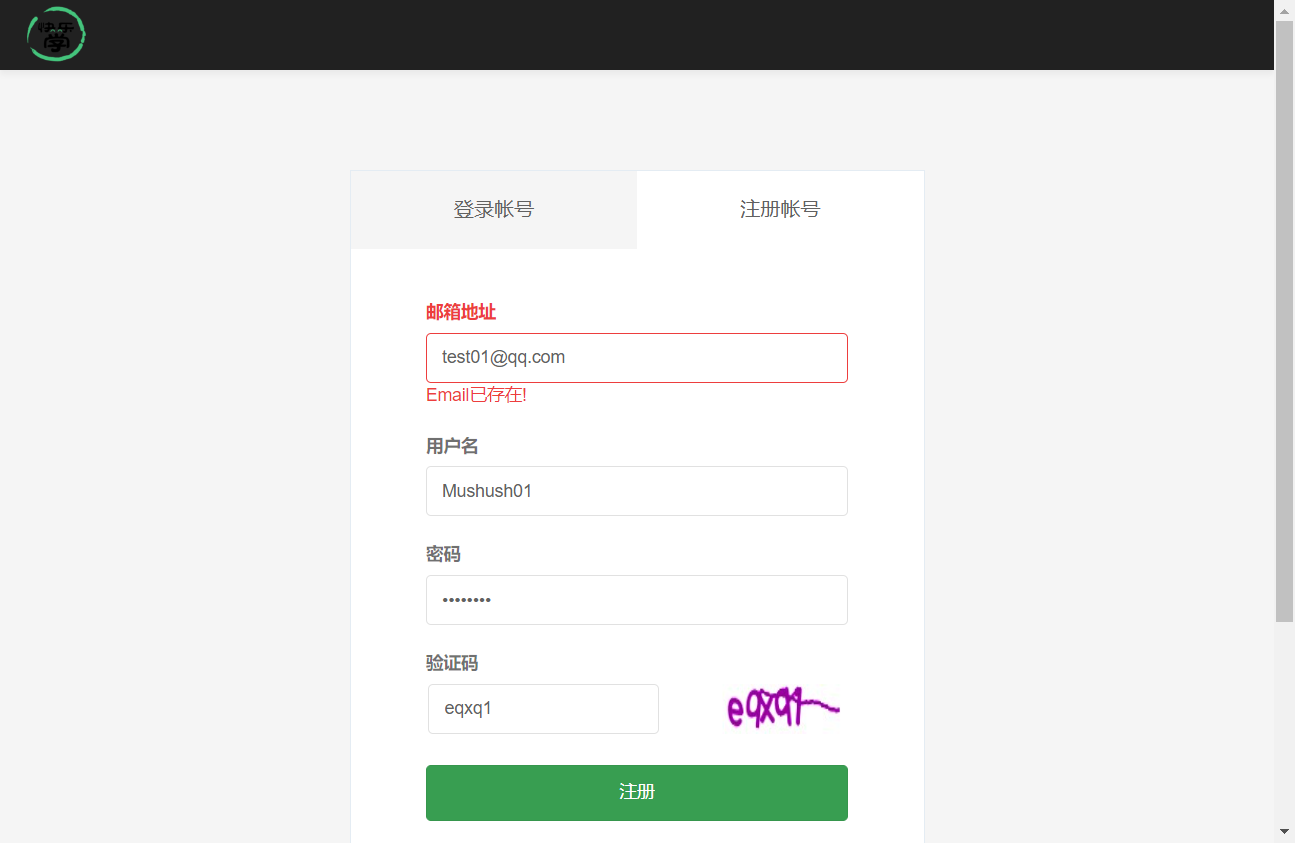 快乐
學
登录帐号
注册帐号
邮箱地址
test01@qq.com
Email已存在!
用户名
Mushush01
密码
••••••••
验证码
eqxq1
eqxq1
注册